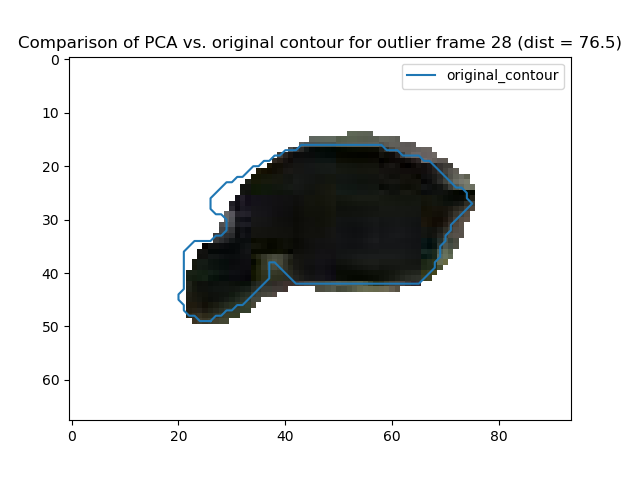 Comparison of PCA vs. original contour for outlier frame 28 (dist = 76.5)
original_contour
0
10
20
30
40
50
60
0 20 40 60 80